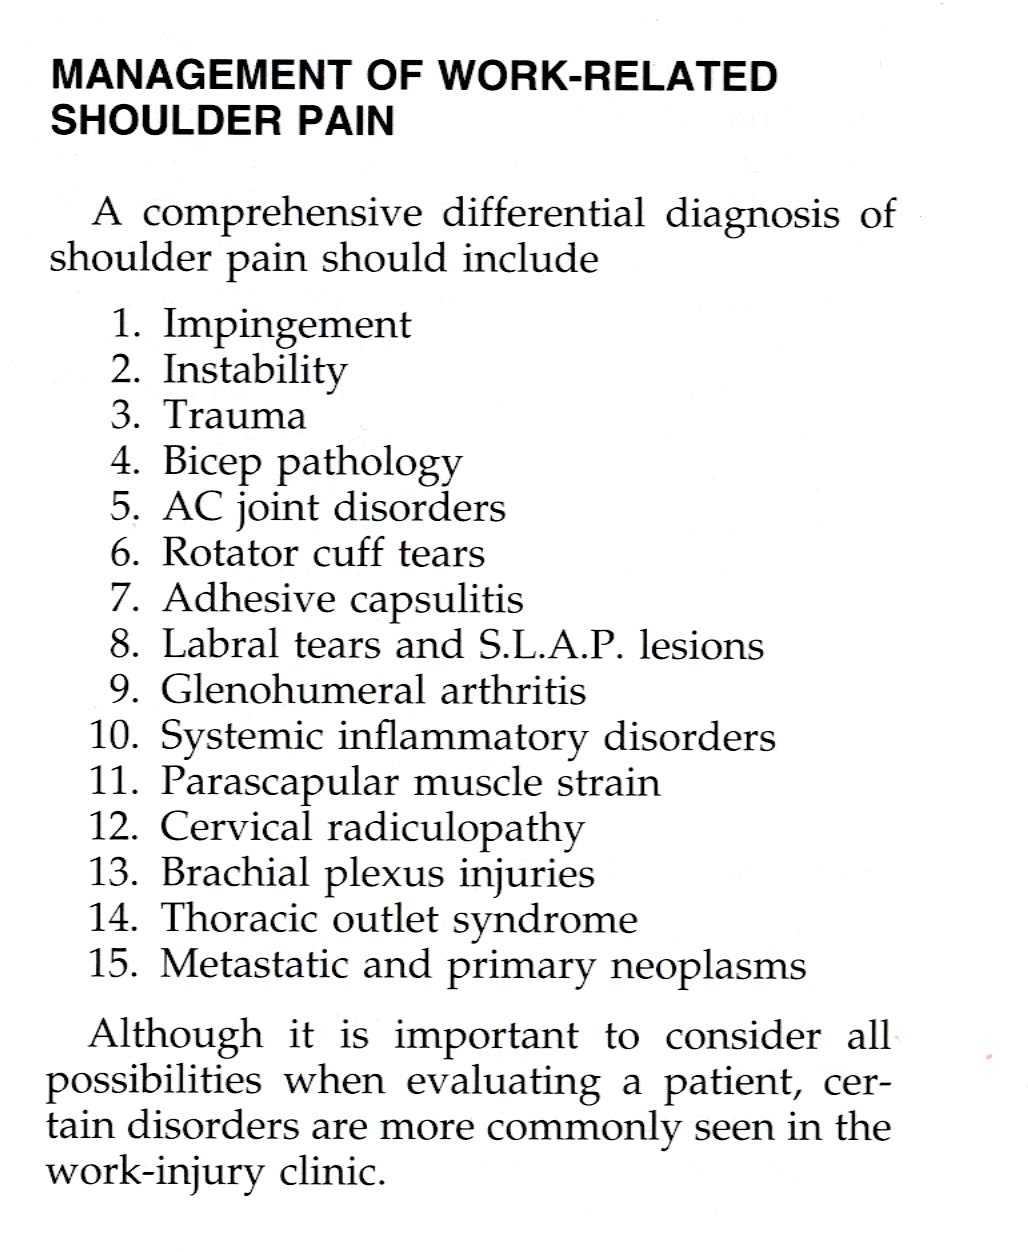 MANAGEMENT OF WORK-RELATED
SHOULDER PAIN
A comprehensive differential diagnosis of
shoulder pain should include
1. Impingement
2. Instability
3. Trauma
4. Bicep pathology
5. AC joint disorders
6. Rotator cuff tears
7. Adhesive capsulitis
8. Labral tears and S.L.A.P. lesions
9. Glenohumeral arthritis
10. Systemic inflammatory disorders
11. Parascapular muscle strain
12. Cervical radiculopathy
13. Brachial plexus injuries
14. Thoracic outlet syndrome
15. Metastatic and primary neoplasms
Although it is important to consider all
possibilities when evaluating a patient, cer-
tain disorders are more commonly seen in the
work-injury clinic.